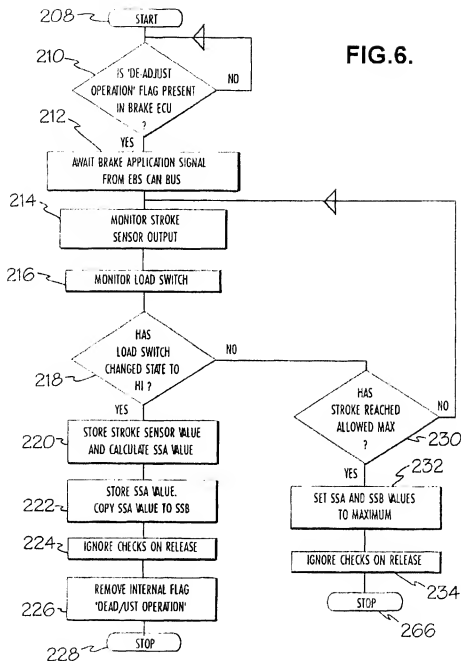 208
START
FIG.6.
210
IS 'DE-ADJUST
OPERATION' FLAG PRESENT
IN BRAKE ECU
?
NO
YES
212
AWAIT BRAKE APPLICATION SIGNAL
FROM EBS CAN BUS
214
MONITOR STROKE
SENSOR OUTPUT
216
MONITOR LOAD SWITCH
218
HAS
LOAD SWITCH
CHANGED STATE TO
HI ?
NO
YES
HAS
STROKE REACHED
ALLOWED MAX
?
NO
230
YES
220
STORE STROKE SENSOR VALUE
AND CALCULATE SSA VALUE
232
SET SSA AND SSB VALUES
TO MAXIMUM
222
STORE SSA VALUE.
COPY SSA VALUE TO SSB
224
IGNORE CHECKS ON RELEASE
IGNORE CHECKS ON RELEASE
234
226
REMOVE INTERNAL FLAG
'DEAD/UST OPERATION'
STOP
266
228
STOP